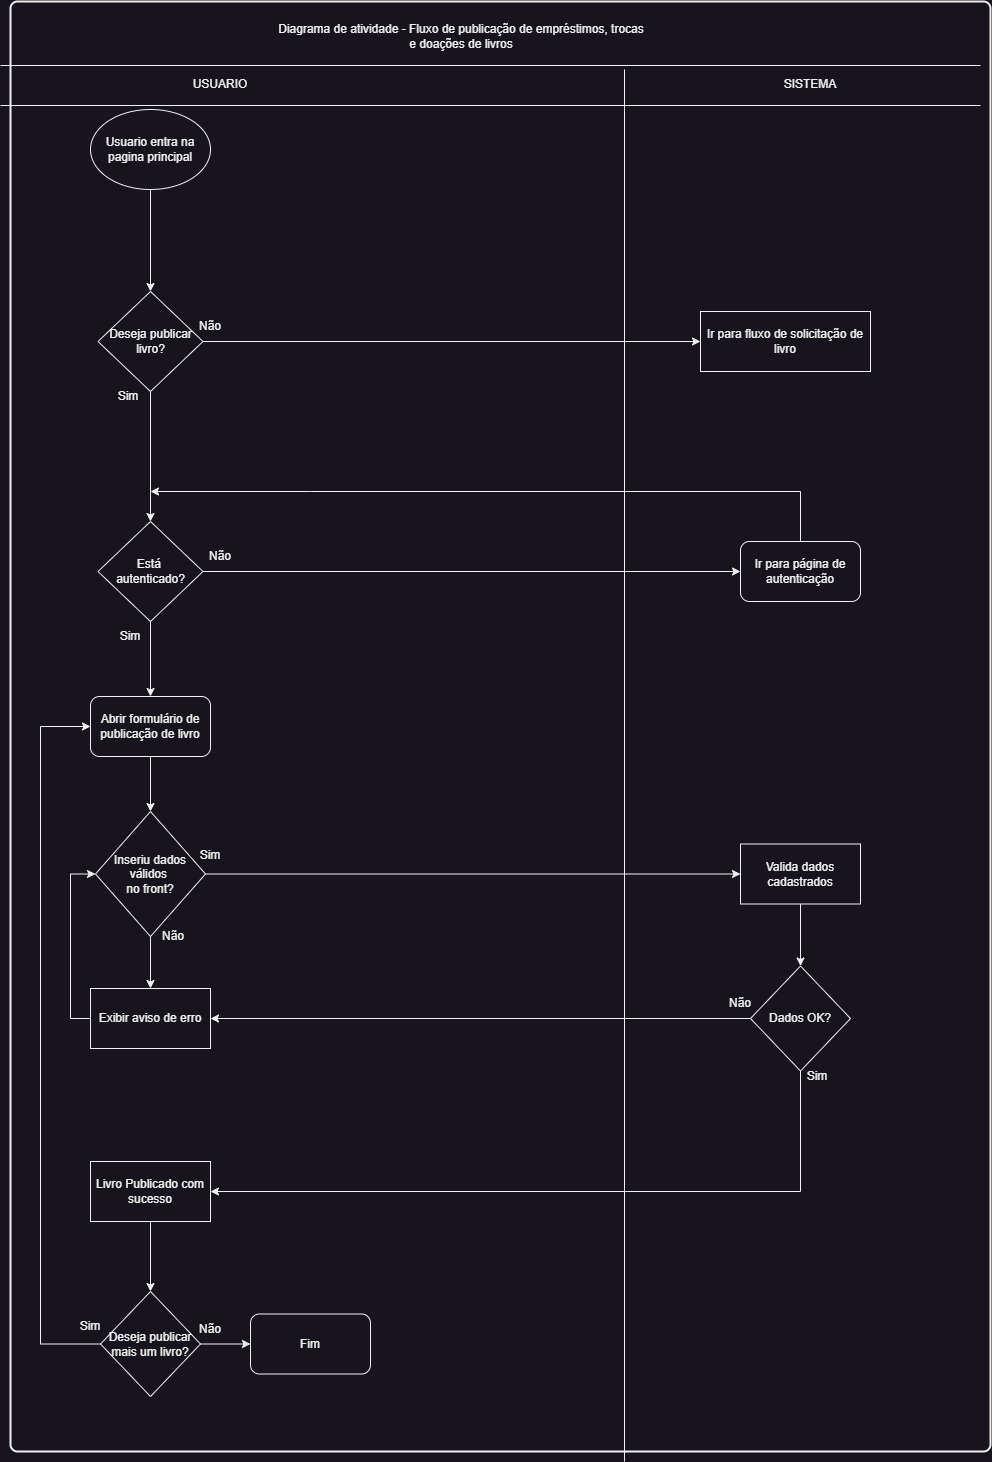 Diagrama de atividade - Fluxo de publicação de empréstimos, trocas
e doações de livros
USUARIO
SISTEMA
Usuario entra na
pagina principal
Deseja publicar
livro?
Não
Ir para fluxo de solicitação de
livro
Sim
Está
autenticado?
Não
Ir para página de
autenticação
Sim
Abrir formulário de
publicação de livro
Inseriu dados
válidos
no front?
Sim
Valida dados
cadastrados
Não
Exibir aviso de erro
Não
Dados OK?
Sim
Livro Publicado com
sucesso
Sim
Deseja publicar
mais um livro?
Não
Fim